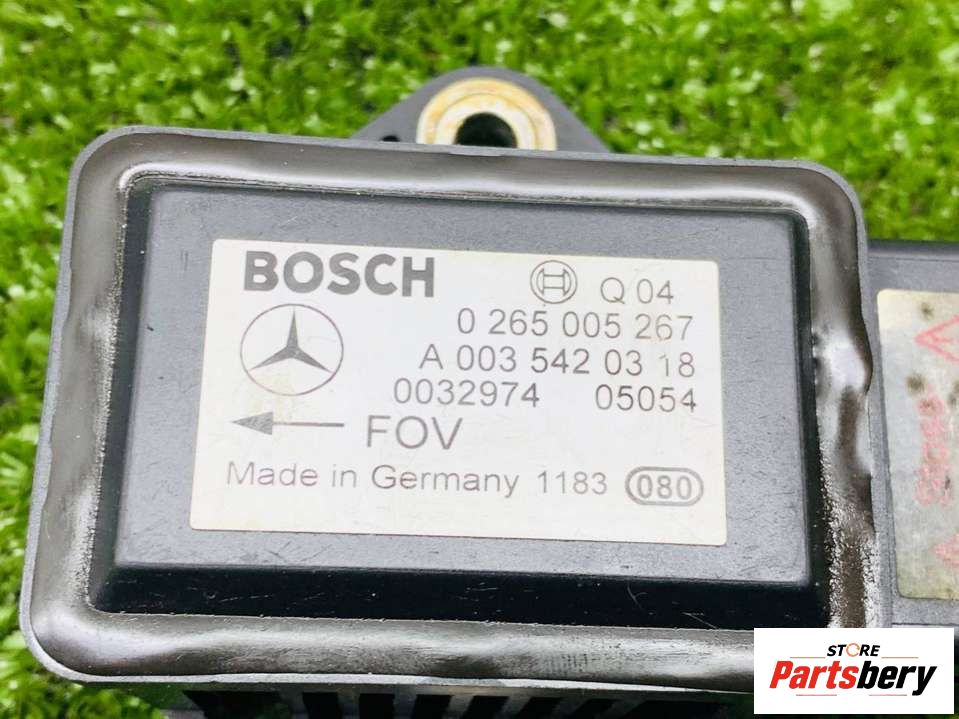 BOSCH
Q 04
0 265 005 267
A 003 542 03 18
0032974 05054
FOV
Made in Germany 1183 080
STORE
Partsbery